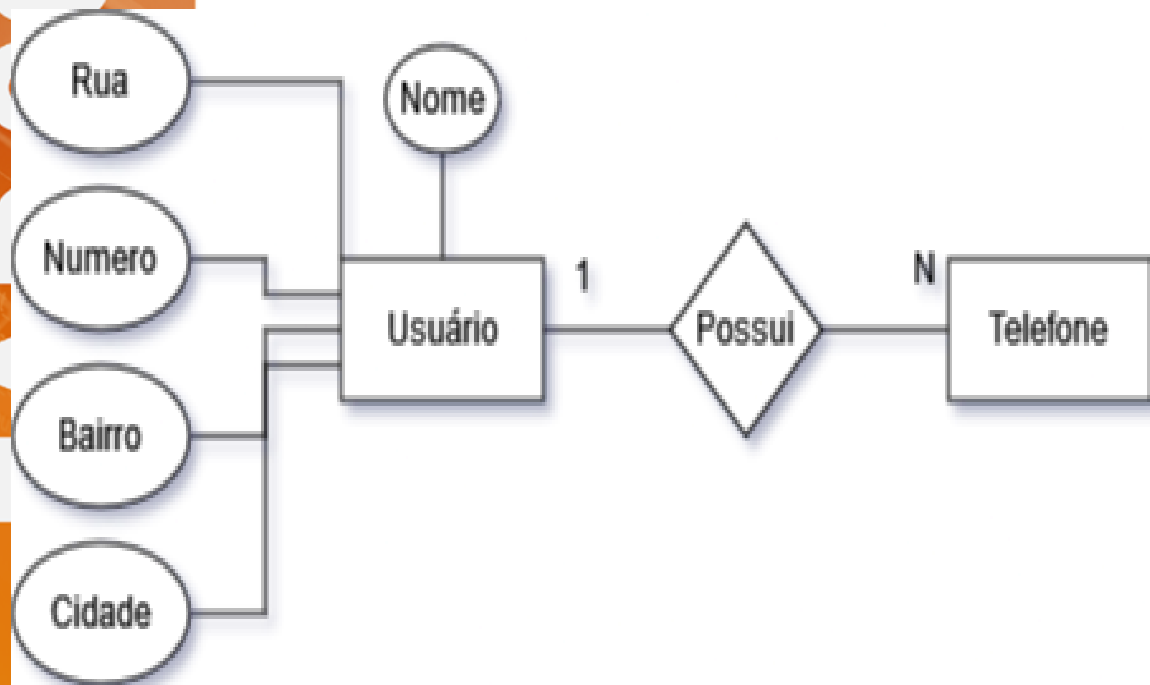 Rua
Nome
Numero
Usuário
1
Possui
N
Telefone
Bairro
Cidade